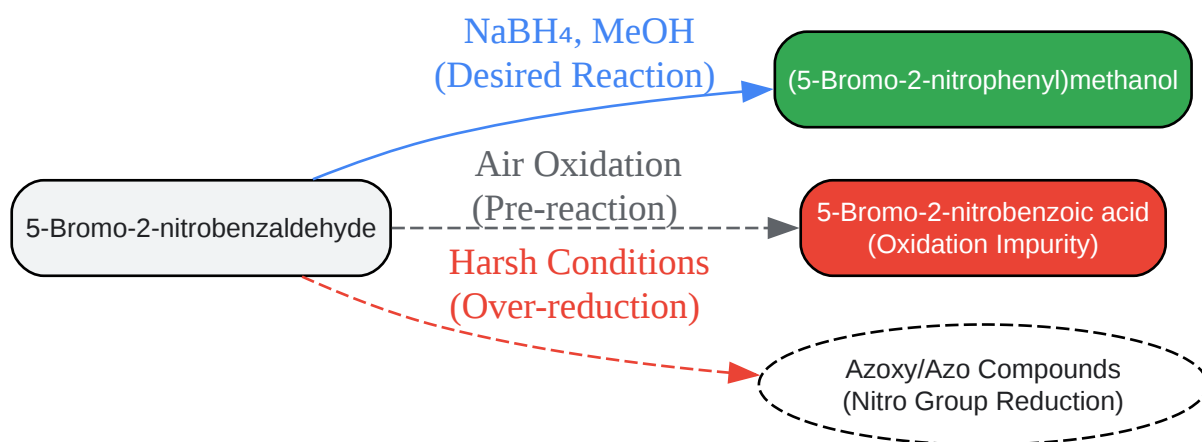 NaBH₄, MeOH
(Desired Reaction)
(5-Bromo-2-nitrophenyl)methanol
5-Bromo-2-nitrobenzaldehyde
Air Oxidation
(Pre-reaction)
5-Bromo-2-nitrobenzoic acid
(Oxidation Impurity)
Harsh Conditions
(Over-reduction)
Azoxy/Azo Compounds
(Nitro Group Reduction)